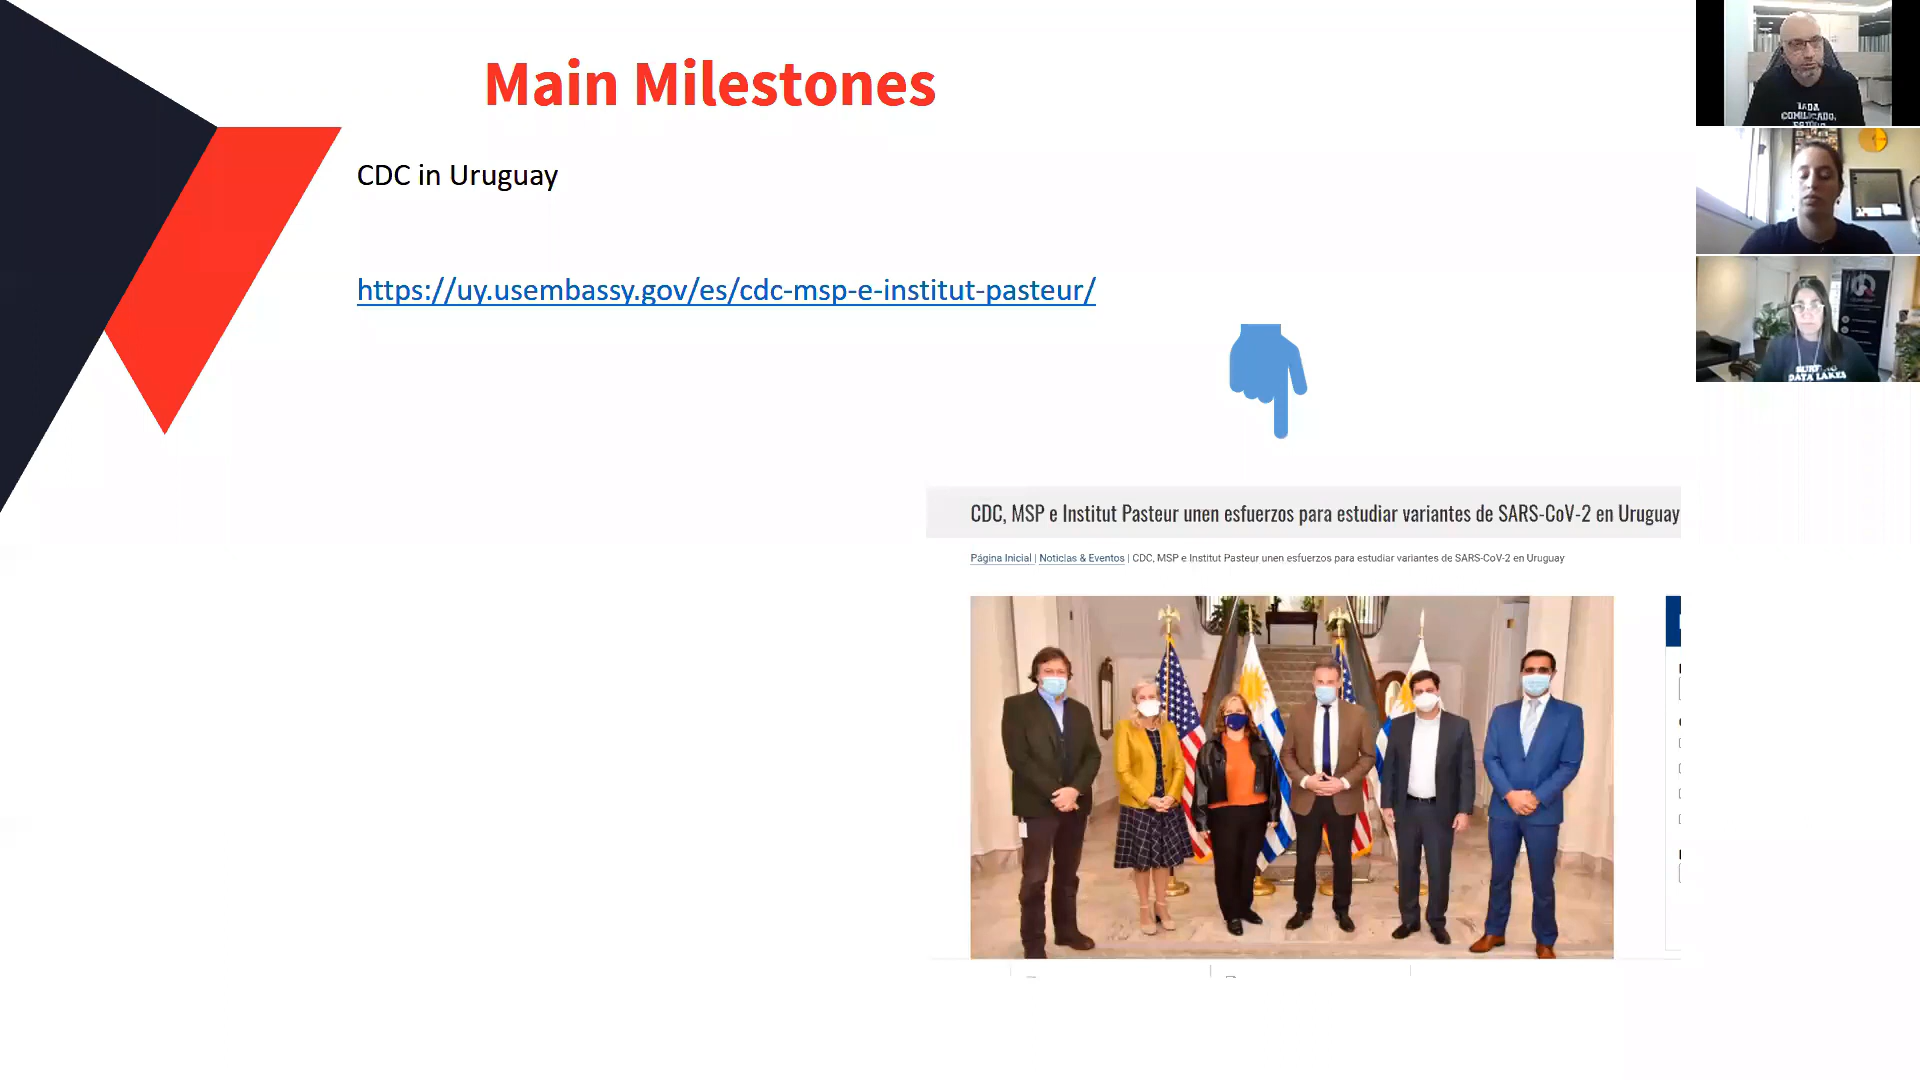 Main Milestones
CDC in Uruguay
https://uy.usembassy.gov/es/cdc-msp-e-institut-pasteur/
CDC, MSP e Institut Pasteur unen esfuerzos para estudiar variantes de SARS-CoV-2 en Uruguay
Página Inicial | Noticias & Eventos | CDC, MSP e Institut Pasteur unen esfuerzos para estudiar variantes de SARS-CoV-2 en Uruguay
DATA LAKES